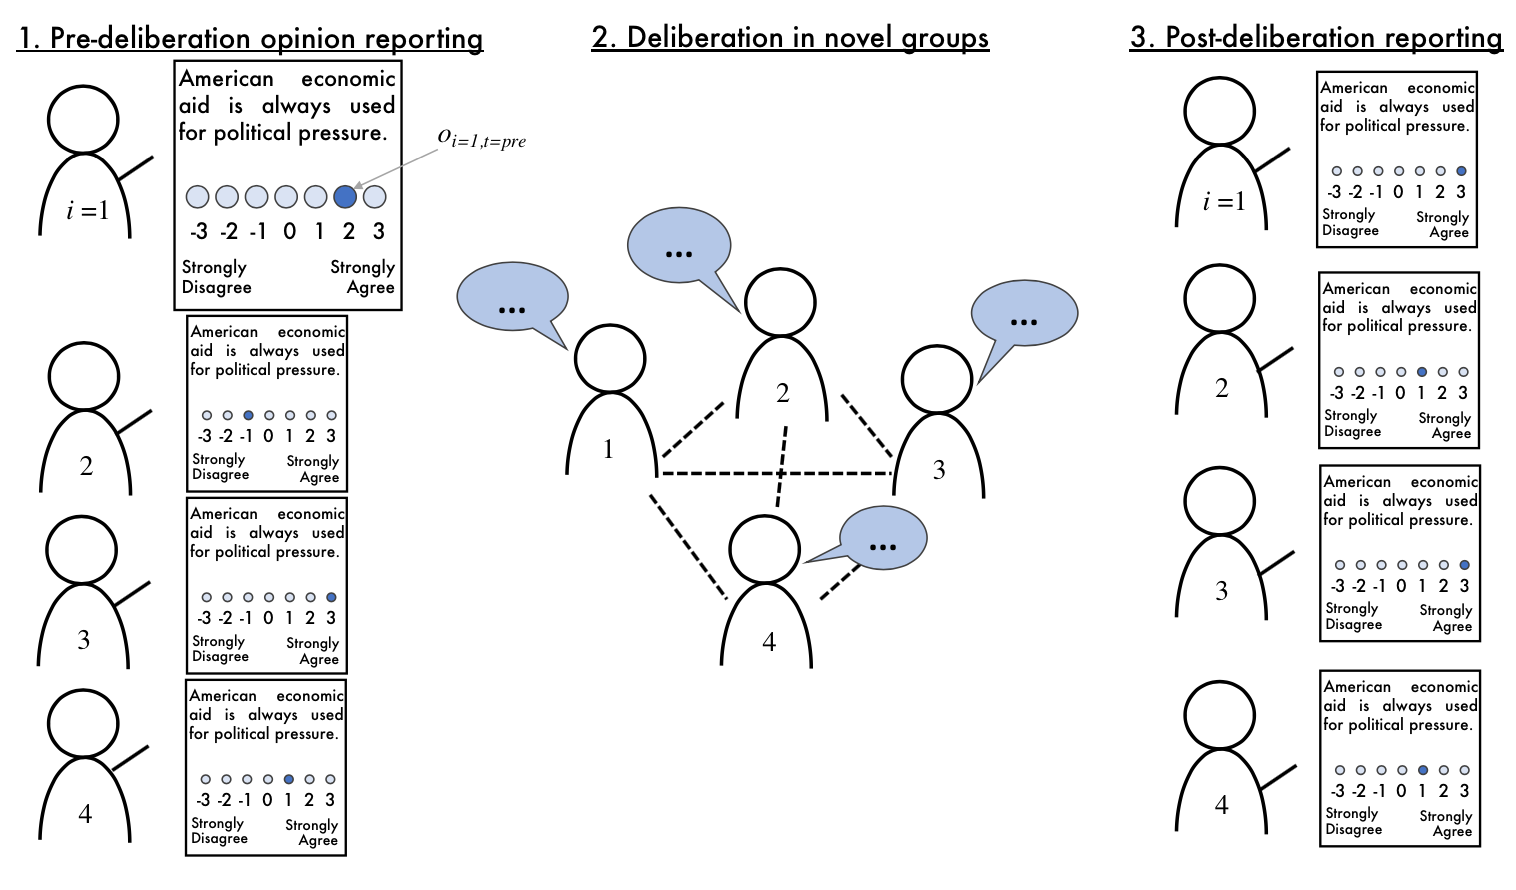 1. Pre-deliberation opinion reporting
American economic
aid is always used
for political pressure.
o_{i=1,t=pre}
-3 -2 -1 0 1 2 3
Strongly Strongly
Disagree Agree
i =1
American economic
aid is always used
for political pressure.
-3 -2 -1 0 1 2 3
Strongly Strongly
Disagree Agree
2
American economic
aid is always used
for political pressure.
-3 -2 -1 0 1 2 3
Strongly Strongly
Disagree Agree
3
American economic
aid is always used
for political pressure.
-3 -2 -1 0 1 2 3
Strongly Strongly
Disagree Agree
4
2. Deliberation in novel groups
...
...
...
2
1
3
...
4
3. Post-deliberation reporting
American economic
aid is always used
for political pressure.
-3 -2 -1 0 1 2 3
Strongly Strongly
Disagree Agree
i =1
American economic
aid is always used
for political pressure.
-3 -2 -1 0 1 2 3
Strongly Strongly
Disagree Agree
2
American economic
aid is always used
for political pressure.
-3 -2 -1 0 1 2 3
Strongly Strongly
Disagree Agree
3
American economic
aid is always used
for political pressure.
-3 -2 -1 0 1 2 3
Strongly Strongly
Disagree Agree
4